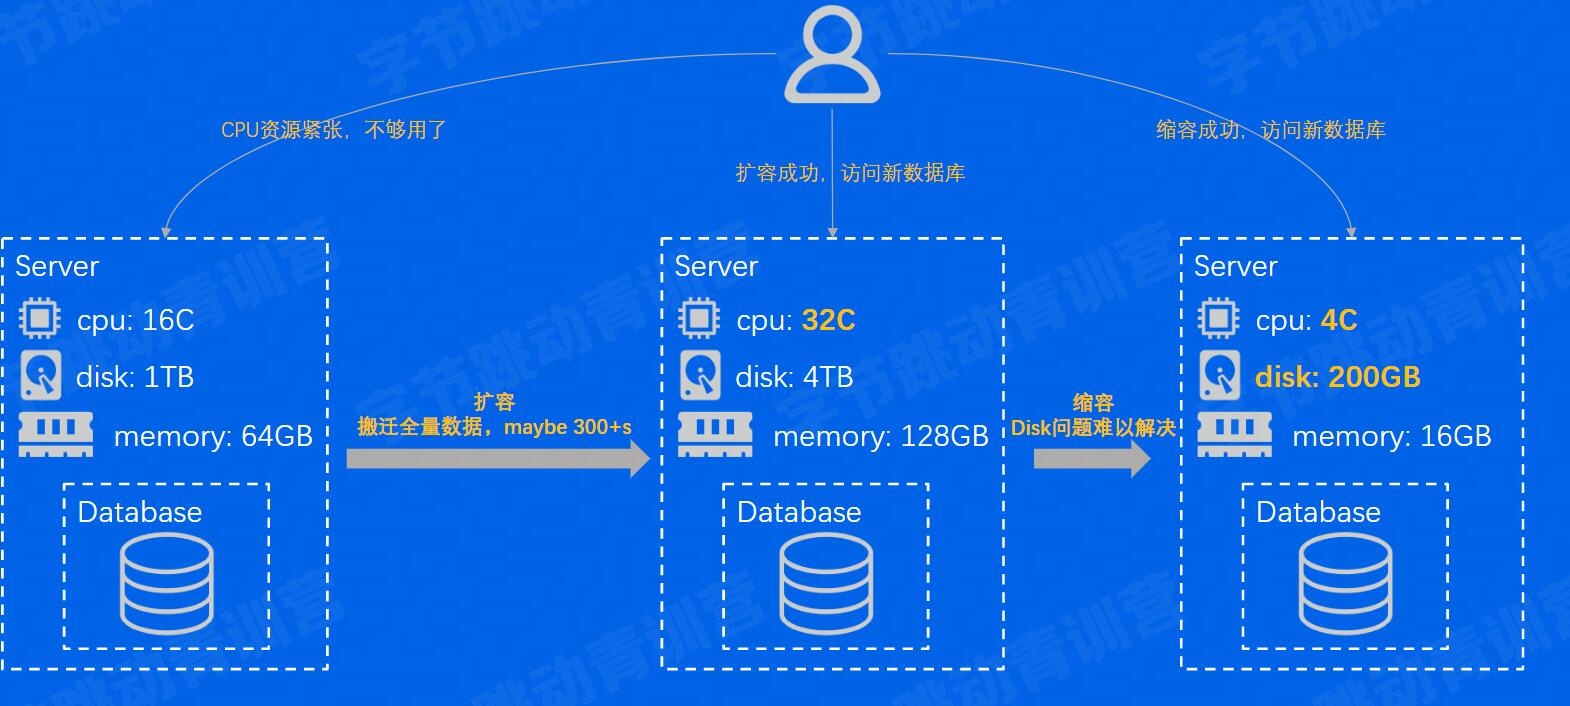 CPU资源紧张，不够用了
缩容成功，访问新数据库
扩容成功，访问新数据库
Server
cpu: 16C
disk: 1TB
memory: 64GB
Database
扩容
搬迁全量数据，maybe 300+s
Server
cpu: 32C
disk: 4TB
memory: 128GB
Database
缩容
Disk问题难以解决
Server
cpu: 4C
disk: 200GB
memory: 16GB
Database
字节跳动青训营